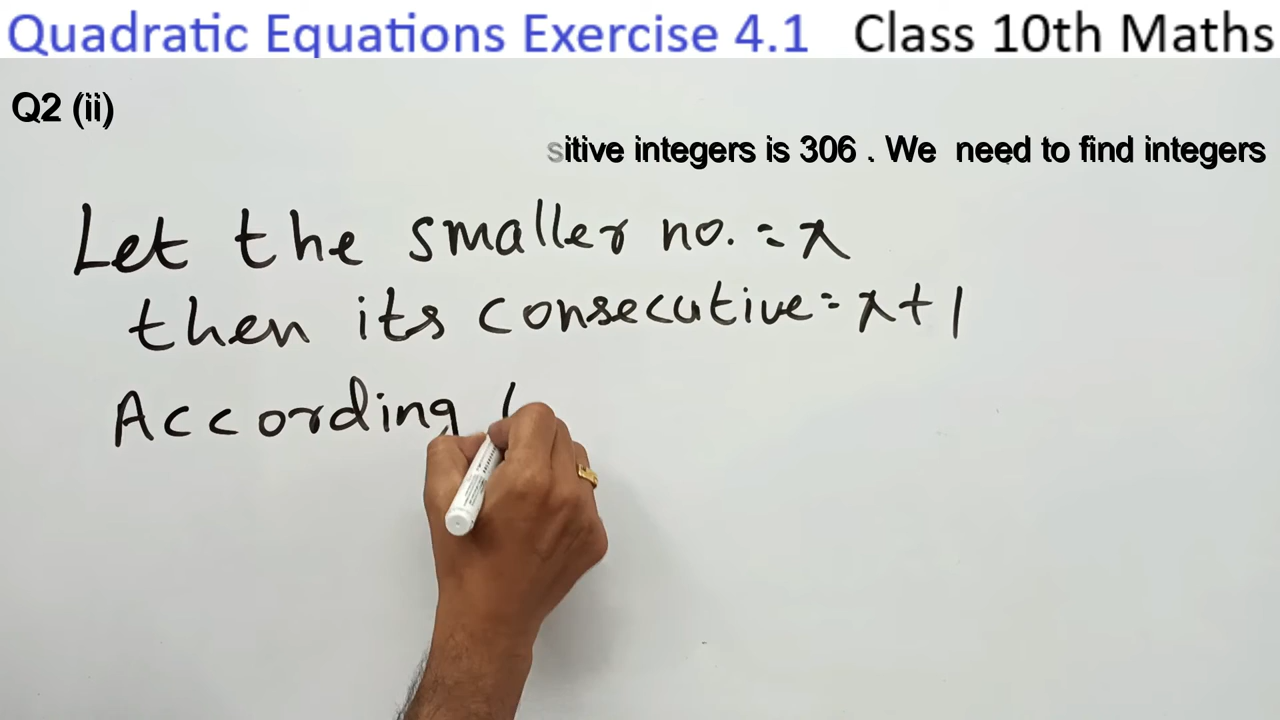 Quadratic Equations Exercise 4.1 Class 10th Maths
Q2 (ii)
sitive integers is 306 . We need to find integers
Let the smaller no. = x
then its consecutive = x + 1
According